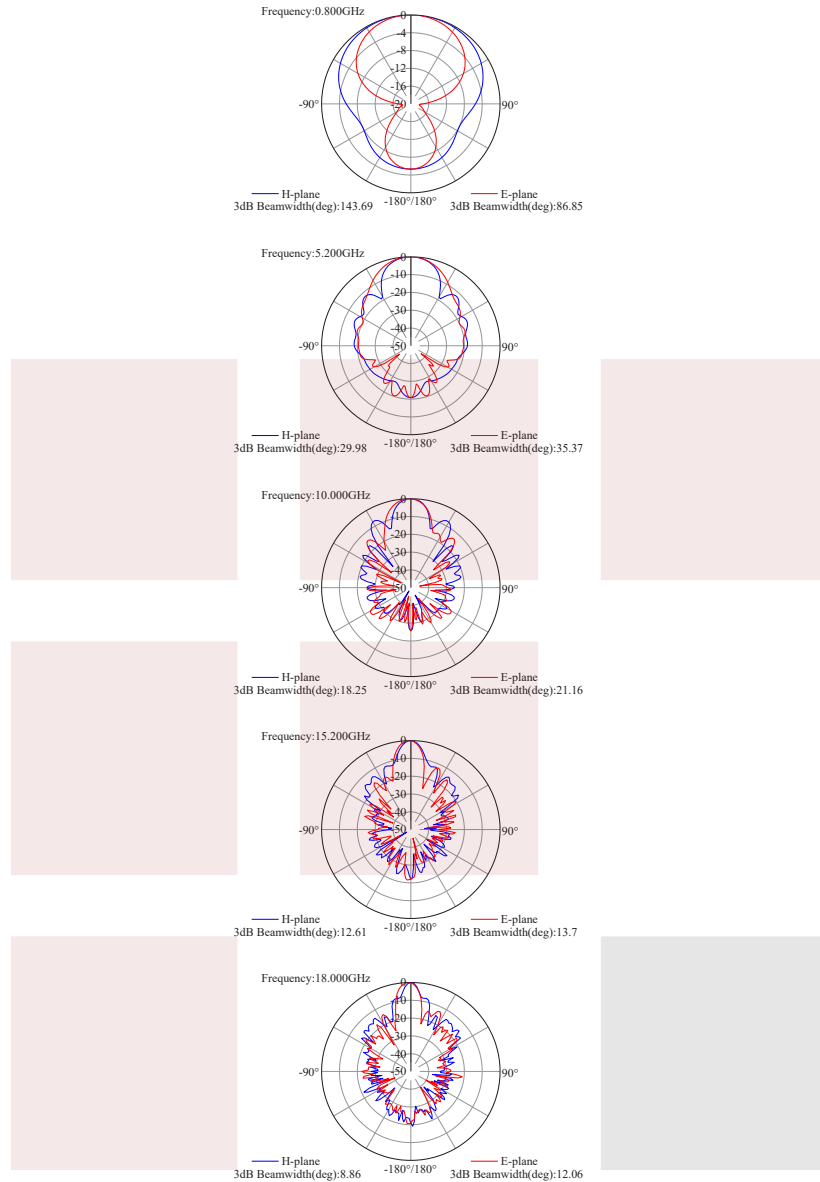 Frequency:0.800GHz
0
-4
-8
-12
-16
-20
-90°
90°
-180°/180°
H-plane
3dB Beamwidth(deg):143.69
E-plane
3dB Beamwidth(deg):86.85
Frequency:5.200GHz
0
-10
-20
-30
-40
-50
-90°
90°
-180°/180°
H-plane
3dB Beamwidth(deg):29.98
E-plane
3dB Beamwidth(deg):35.37
Frequency:10.000GHz
0
-10
-20
-30
-40
-50
-90°
90°
-180°/180°
H-plane
3dB Beamwidth(deg):18.25
E-plane
3dB Beamwidth(deg):21.16
Frequency:15.200GHz
0
-10
-20
-30
-40
-50
-90°
90°
-180°/180°
H-plane
3dB Beamwidth(deg):12.61
E-plane
3dB Beamwidth(deg):13.7
Frequency:18.000GHz
0
-10
-20
-30
-40
-50
-90°
90°
-180°/180°
H-plane
3dB Beamwidth(deg):8.86
E-plane
3dB Beamwidth(deg):12.06